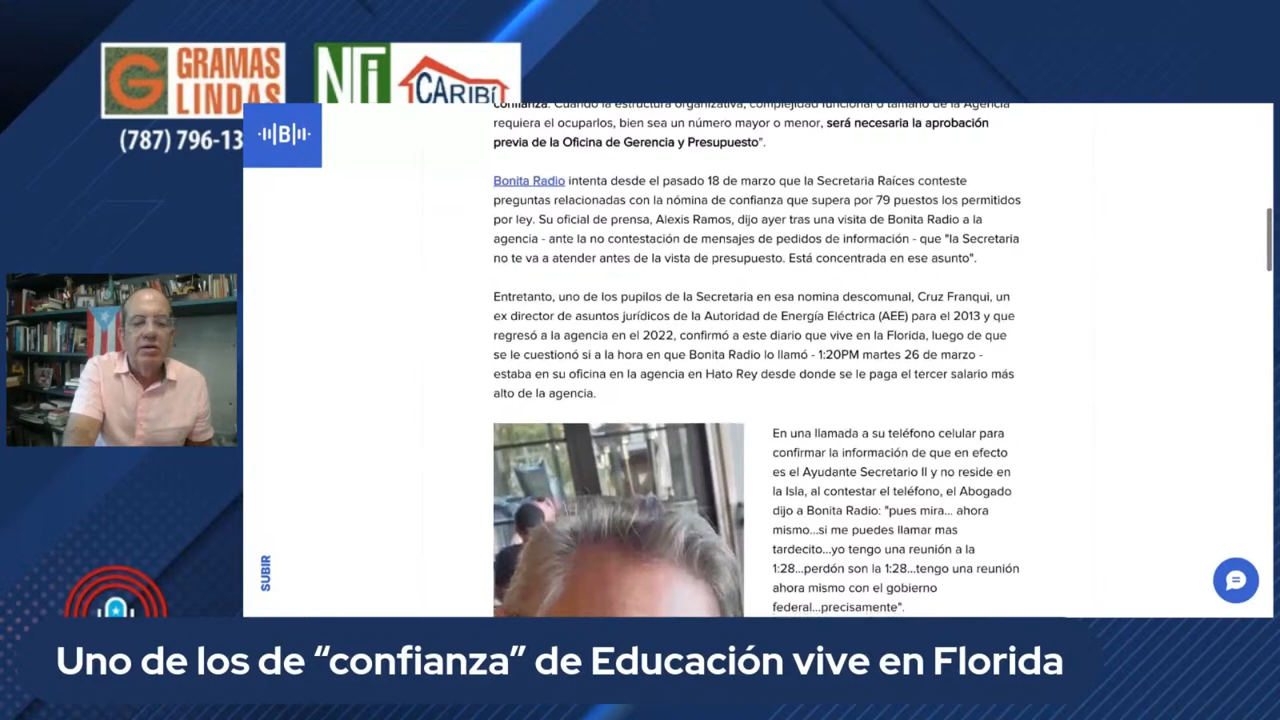 GRAMAS
LINDAS
(787) 796-13
CARIBÍ
B
confianza. Cuando la estructura organizativa, complejidad funcional o tamaño de la Agencia
requiera el ocuparlos, bien sea un número mayor o menor, será necesaria la aprobación
previa de la Oficina de Gerencia y Presupuesto".
Bonita Radio intenta desde el pasado 18 de marzo que la Secretaria Raíces conteste
preguntas relacionadas con la nómina de confianza que supera por 79 puestos los permitidos
por ley. Su oficial de prensa, Alexis Ramos, dijo ayer tras una visita de Bonita Radio a la
agencia - ante la no contestación de mensajes de pedidos de información - que "la Secretaria
no te va a atender antes de la vista de presupuesto. Está concentrada en ese asunto".
Entretanto, uno de los pupilos de la Secretaria en esa nomina descomunal, Cruz Franqui, un
ex director de asuntos jurídicos de la Autoridad de Energía Eléctrica (AEE) para el 2013 y que
regresó a la agencia en el 2022, confirmó a este diario que vive en la Florida, luego de que
se le cuestionó si a la hora en que Bonita Radio lo llamó - 1:20PM martes 26 de marzo -
estaba en su oficina en la agencia en Hato Rey desde donde se le paga el tercer salario más
alto de la agencia.
En una llamada a su teléfono celular para
confirmar la información de que en efecto
es el Ayudante Secretario II y no reside en
la Isla, al contestar el teléfono, el Abogado
dijo a Bonita Radio: "pues mira... ahora
mismo...si me puedes llamar mas
tardecito...yo tengo una reunión a la
1:28...perdón son la 1:28...tengo una reunión
ahora mismo con el gobierno
federal...precisamente".
SUBIR
Uno de los de “confianza” de Educación vive en Florida